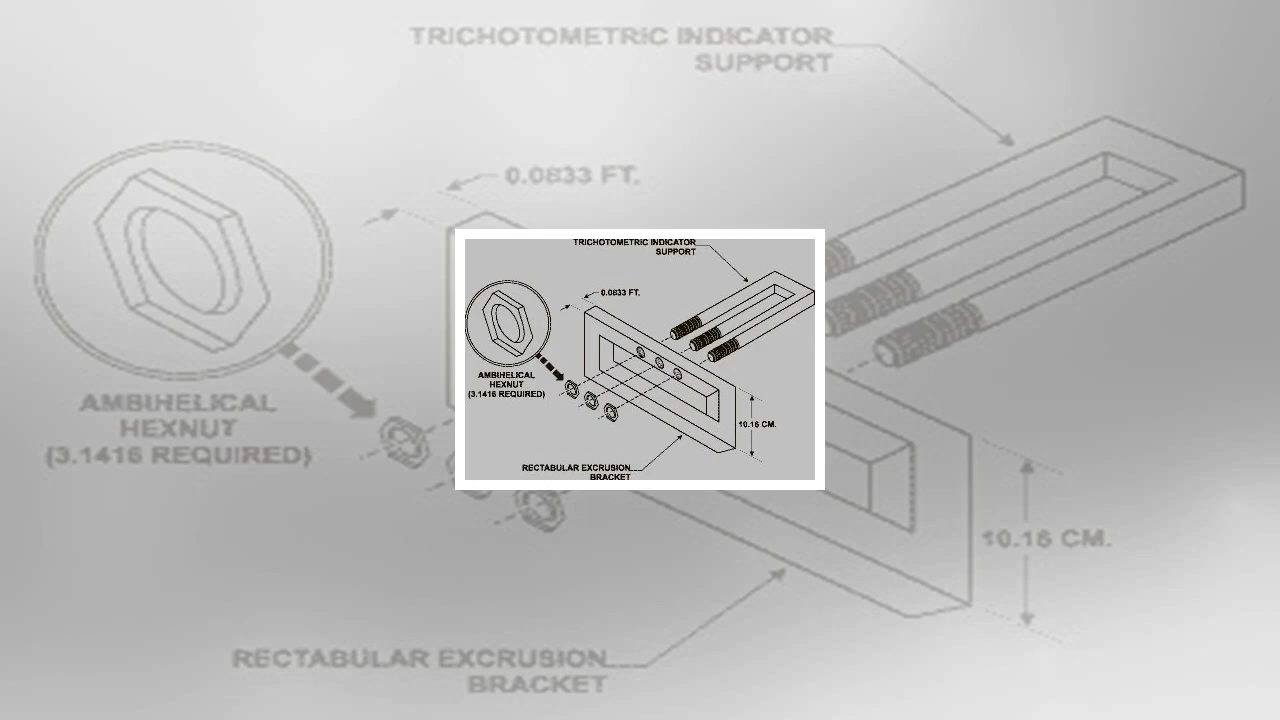 TRICHOTOMETRIC INDICATOR
SUPPORT
0.0833 FT.
AMBIHELICAL
HEXNUT
(3.1416 REQUIRED)
10.16 CM.
RECTABULAR EXCRUSION
BRACKET
TRICHOTOMETRIC INDICATOR
SUPPORT
0.0833 FT.
AMBIHELICAL
HEXNUT
(3.1416 REQUIRED)
10.16 CM.
RECTABULAR EXCRUSION
BRACKET